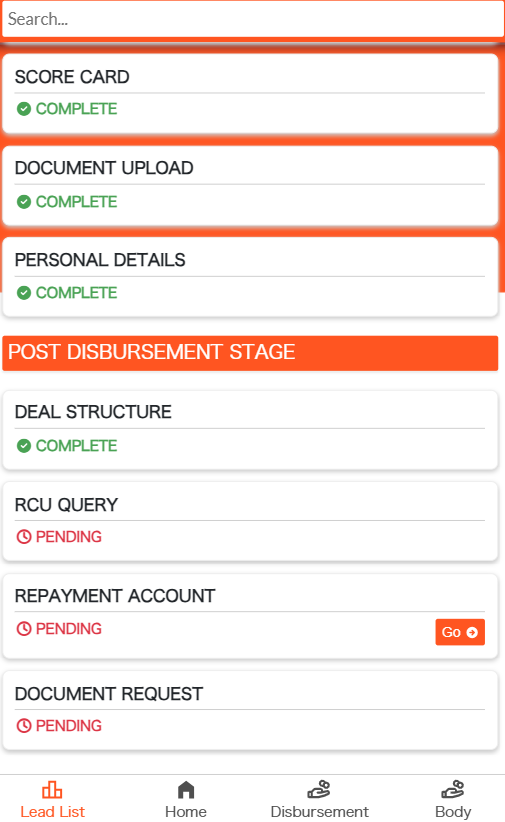 Search...
SCORE CARD
COMPLETE
DOCUMENT UPLOAD
COMPLETE
PERSONAL DETAILS
COMPLETE
POST DISBURSEMENT STAGE
DEAL STRUCTURE
COMPLETE
RCU QUERY
PENDING
REPAYMENT ACCOUNT
PENDING
Go
DOCUMENT REQUEST
PENDING
Lead List Home Disbursement Body